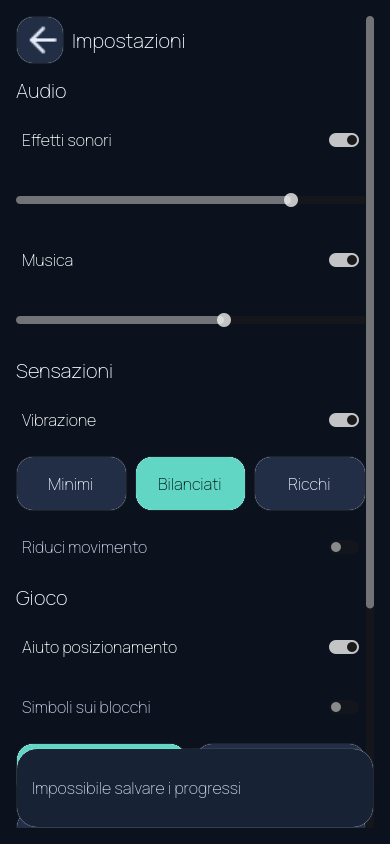 Impostazioni
Audio
Effetti sonori
Musica
Sensazioni
Vibrazione
Minimi
Bilanciati
Ricchi
Riduci movimento
Gioco
Aiuto posizionamento
Simboli sui blocchi
Impossibile salvare i progressi